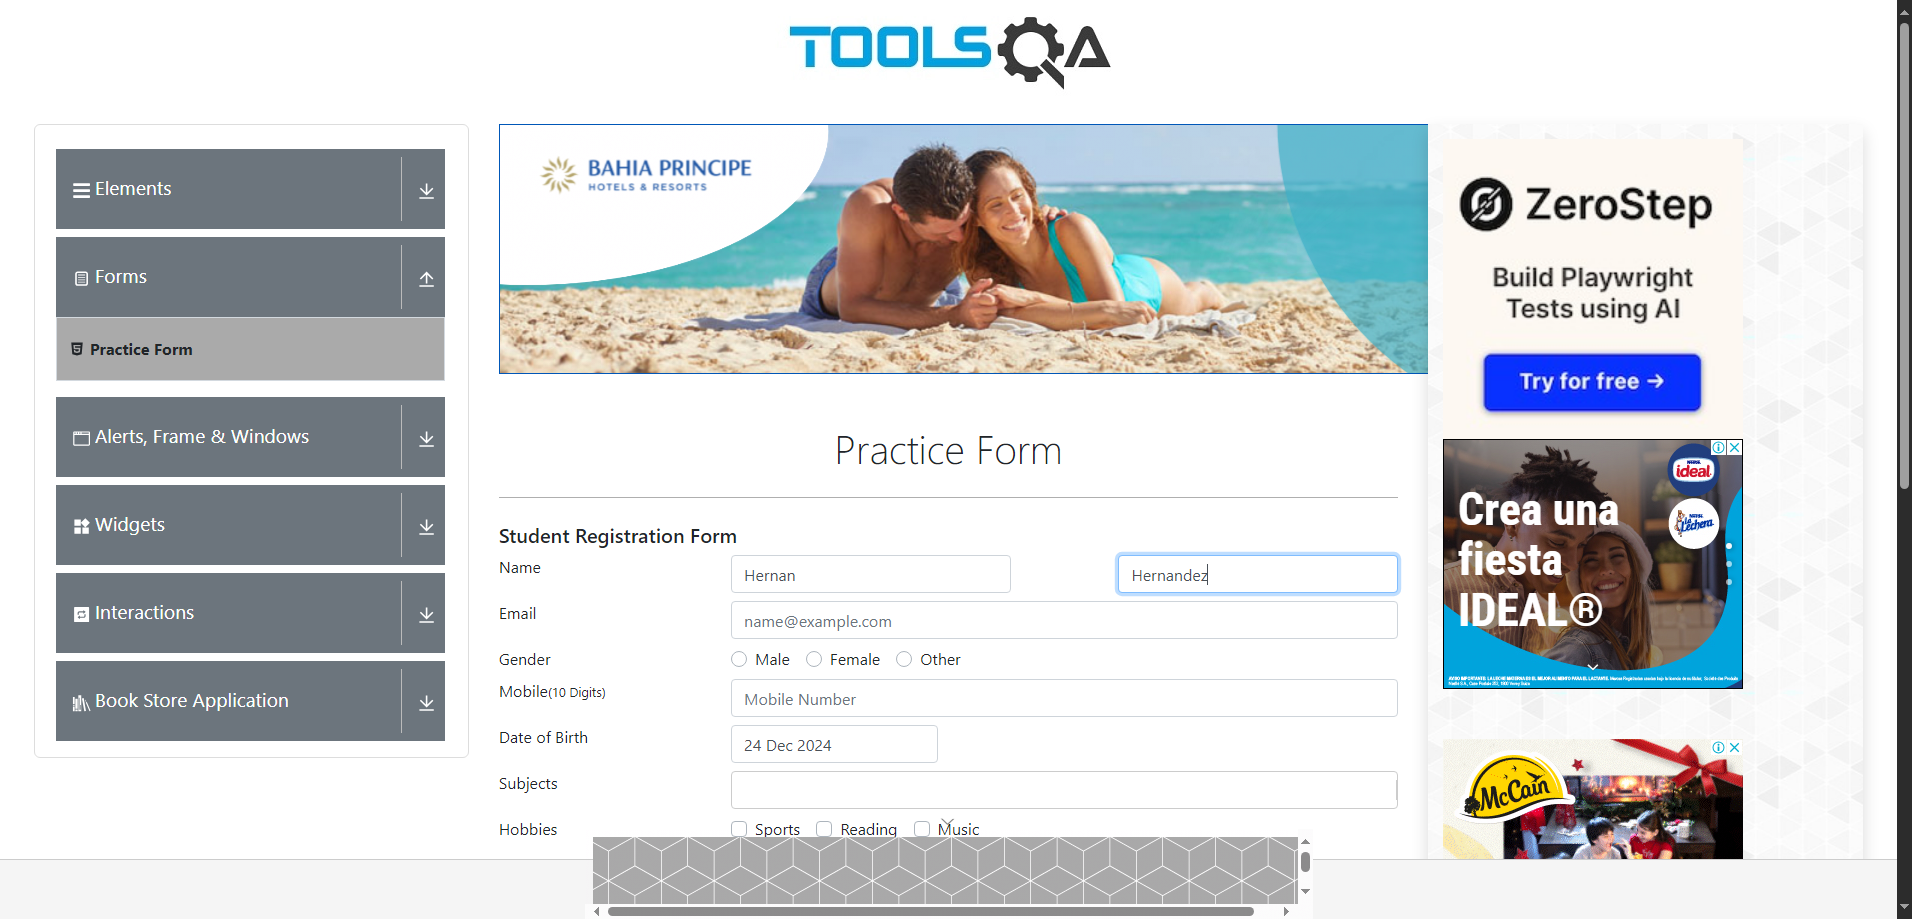 TOOLSQA
Elements
Forms
Practice Form
Alerts, Frame & Windows
Widgets
Interactions
Book Store Application
BAHIA PRINCIPE
HOTELS & RESORTS
Practice Form
Student Registration Form
Name
Hernan
Hernandez
Email
name@example.com
Gender
Male
Female
Other
Mobile(10 Digits)
Mobile Number
Date of Birth
24 Dec 2024
Subjects
Hobbies
Sports
Reading
Music
ZeroStep
Build Playwright
Tests using AI
Try for free →
Crea una
fiesta
IDEAL®
ideal
La Lechera
McCain